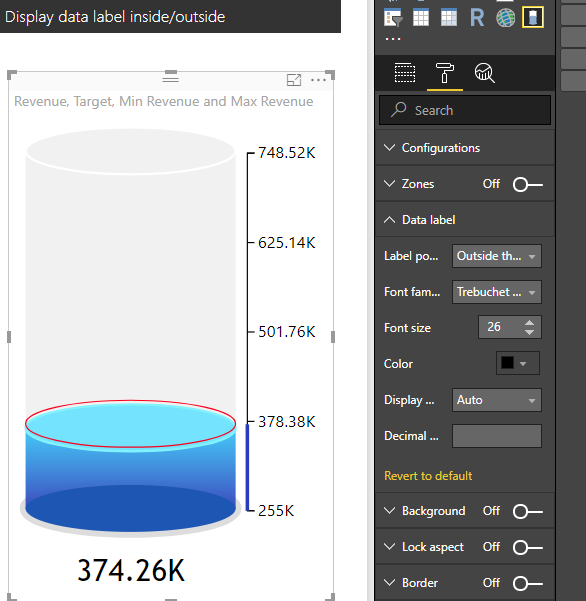 Display data label inside/outside
Revenue, Target, Min Revenue and Max Revenue
748.52K
625.14K
501.76K
378.38K
255K
374.26K
R
Search
Configurations
Zones Off
Data label
Label po... Outside th...
Font fam... Trebuchet ...
Font size 26
Color
Display ... Auto
Decimal ...
Revert to default
Background Off
Lock aspect Off
Border Off